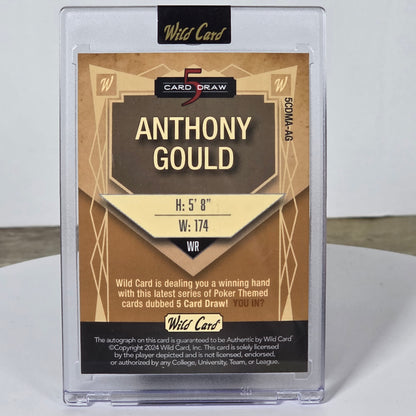 Wild Card
W
5
CARD DRAW
W
5CDMA-AG
ANTHONY
GOULD
H: 5' 8"
W: 174
WR
Wild Card is dealing you a winning hand
with this latest series of Poker Themed
cards dubbed 5 Card Draw! YOU IN?
Wild Card
The autograph on this card is guaranteed to be Authentic by Wild Card
©Copyright 2024 Wild Card, Inc. This card is solely licensed
by the player depicted and is not licensed, endorsed,
or authorized by any College, University, Team, or League.